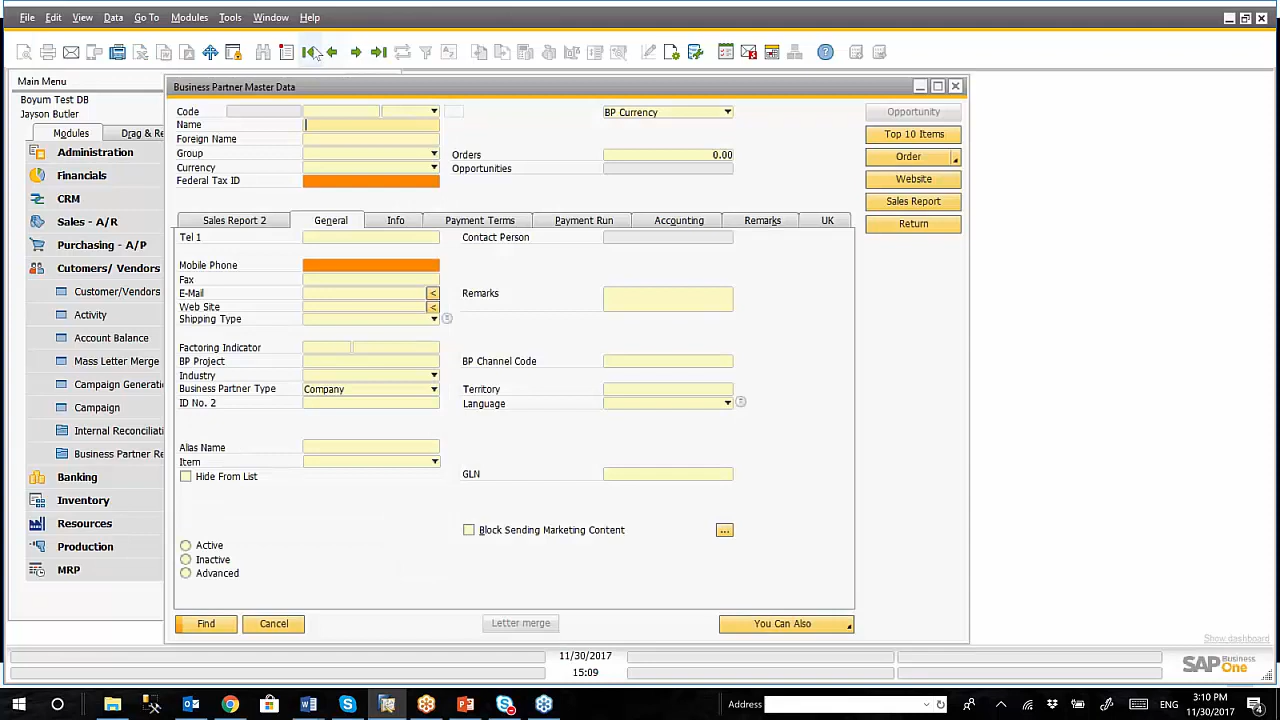 File Edit View Data Go To Modules Tools Window Help
Main Menu
Boyum Test DB
Jayson Butler
Modules Drag & Re
Administration
Financials
CRM
Sales - A/R
Purchasing - A/P
Cutomers/ Vendors
Customer/Vendors
Activity
Account Balance
Mass Letter Merge
Campaign Generati
Campaign
Internal Reconciliati
Business Partner Re
Banking
Inventory
Resources
Production
MRP
Business Partner Master Data
Code BP Currency
Name
Foreign Name
Group Orders 0.00
Currency Opportunities
Federal Tax ID
Opportunity
Top 10 Items
Order
Website
Sales Report
Return
Sales Report 2 General Info Payment Terms Payment Run Accounting Remarks UK
Tel 1 Contact Person
Mobile Phone
Fax
E-Mail < Remarks
Web Site <
Shipping Type
Factoring Indicator
BP Project BP Channel Code
Industry
Business Partner Type Company Territory
ID No. 2 Language
Alias Name
Item
Hide From List GLN
Block Sending Marketing Content ...
Active
Inactive
Advanced
Find Cancel Letter merge You Can Also
Show dashboard
11/30/2017
15:09
SAP Business One
Address ENG 3:10 PM
11/30/2017